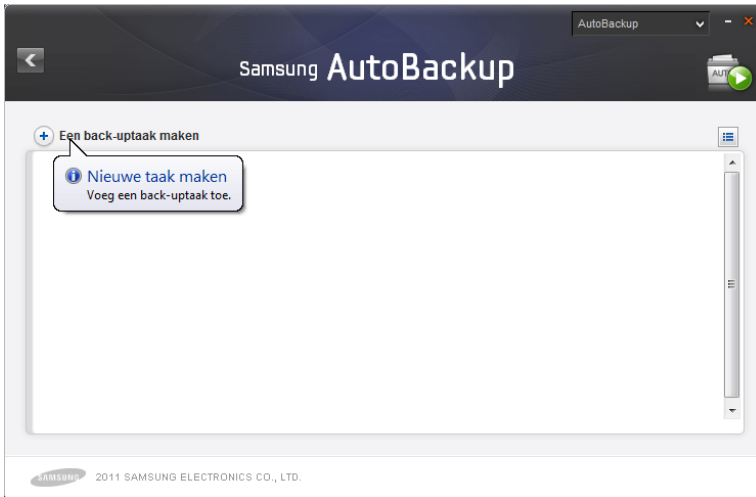 AutoBackup
Samsung AutoBackup
AUTO
Een back-uptaak maken
Nieuwe taak maken
Voeg een back-uptaak toe.
SAMSUNG 2011 SAMSUNG ELECTRONICS CO., LTD.